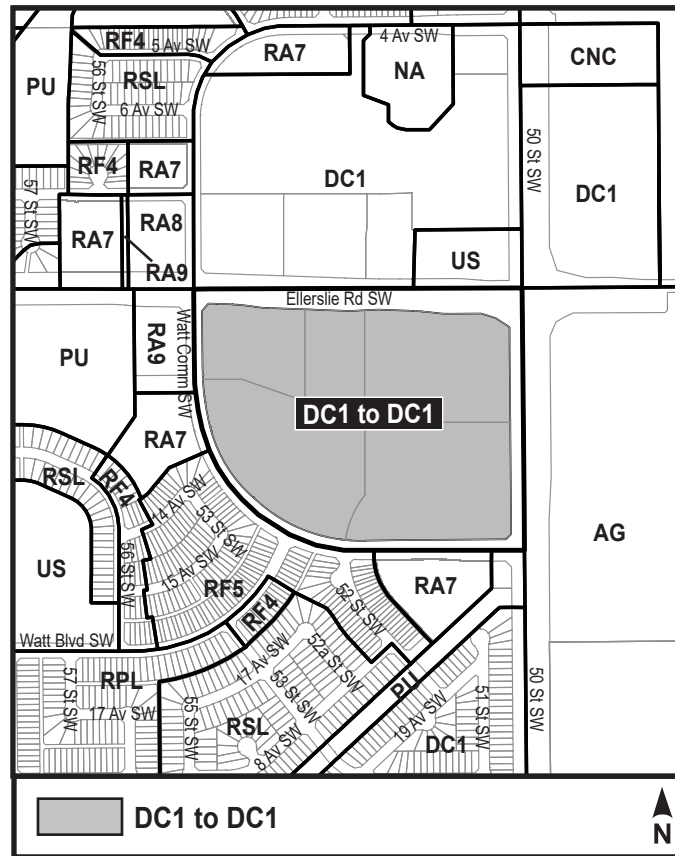 RF4
5 Av SW
RA7
4 Av SW
CNC
PU
56 St SW
RSL
NA
6 Av SW
50 St SW
RF4
RA7
DC1
DC1
57 St SW
RA7
RA8
US
RA9
Ellerslie Rd SW
PU
RA9
Watt Comm SW
DC1 to DC1
RA7
RSL
RF4
14 Av SW
53 St SW
AG
US
56 St SW
15 Av SW
RF5
RA7
52 St SW
RF4
Watt Blvd SW
RPL
17 Av SW
52a St SW
PU
57 St SW
17 Av SW
55 St SW
53 St SW
RSL
8 Av SW
19 Av SW
51 St SW
50 St SW
DC1
DC1 to DC1
N